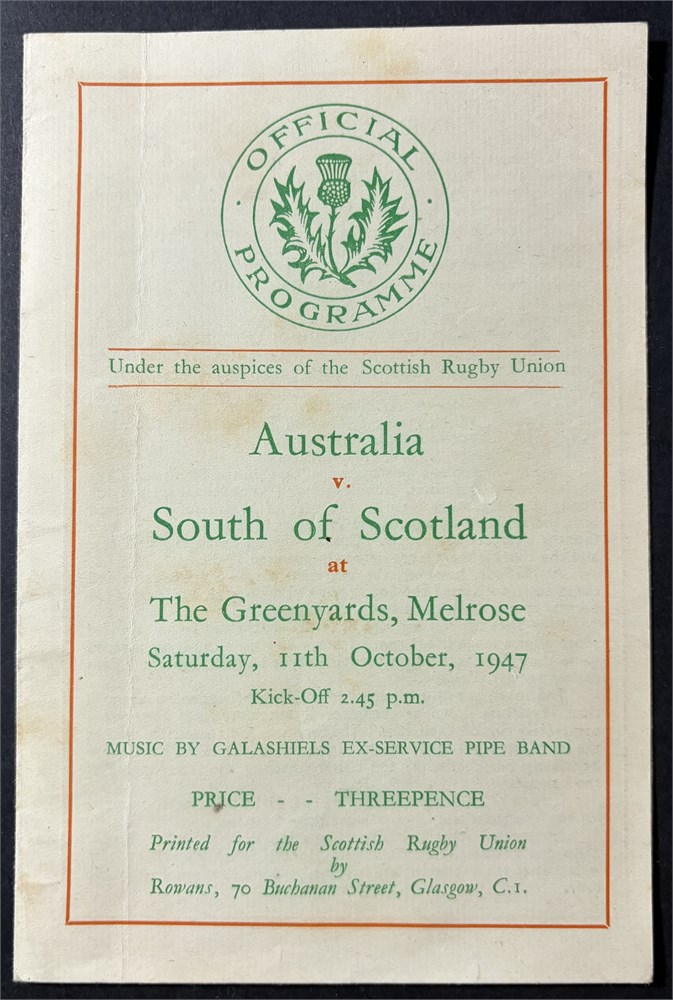 OFFICIAL
PROGRAMME
Under the auspices of the Scottish Rugby Union
Australia
v.
South of Scotland
at
The Greenyards, Melrose
Saturday, 11th October, 1947
Kick-Off 2.45 p.m.
MUSIC BY GALASHIELS EX-SERVICE PIPE BAND
PRICE - - THREEPENCE
Printed for the Scottish Rugby Union
by
Rowans, 70 Buchanan Street, Glasgow, C.1.